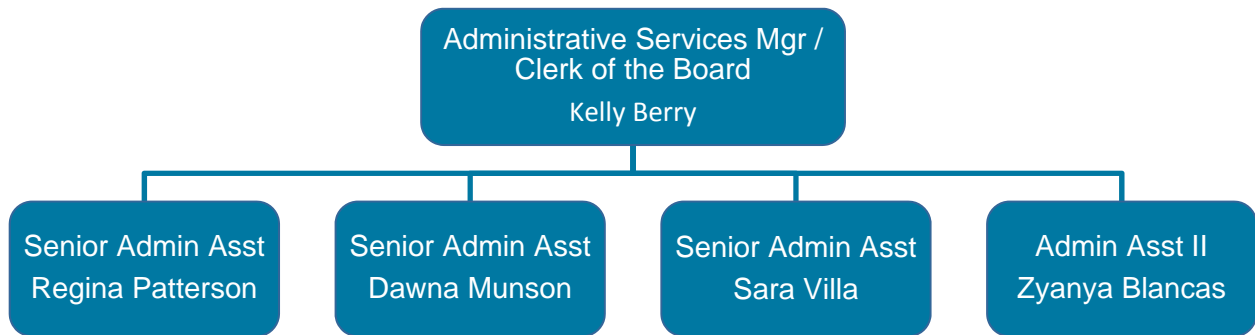 Administrative Services Mgr /
Clerk of the Board
Kelly Berry
Senior Admin Asst
Regina Patterson
Senior Admin Asst
Dawna Munson
Senior Admin Asst
Sara Villa
Admin Asst II
Zyanya Blancas